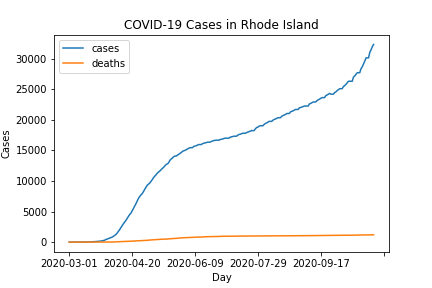 COVID-19 Cases in Rhode Island
cases
deaths
30000
25000
20000
15000
10000
5000
0
Cases
2020-03-01 2020-04-20 2020-06-09 2020-07-29 2020-09-17
Day